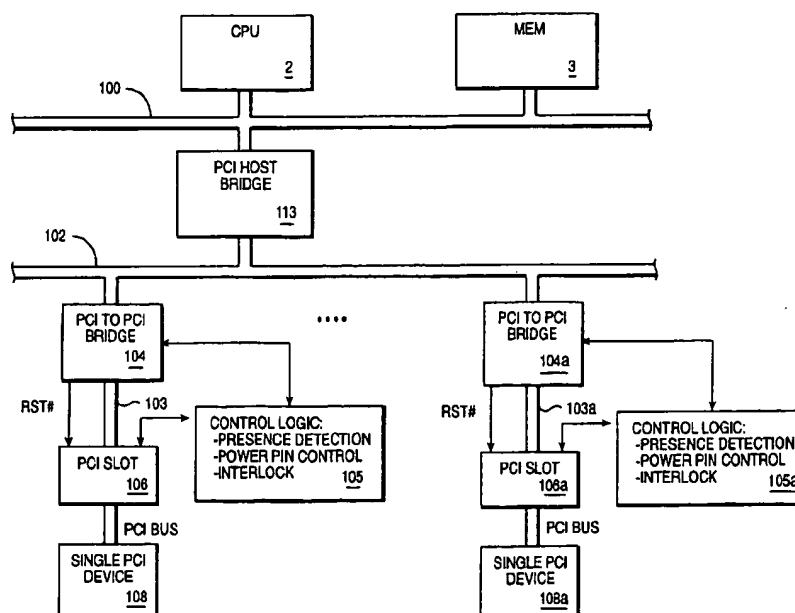 CPU
2
MEM
3
100
PCI HOST
BRIDGE
113
102
PCI TO PCI
BRIDGE
104
....
PCI TO PCI
BRIDGE
104a
RST#
103
RST#
103a
CONTROL LOGIC:
-PRESENCE DETECTION
-POWER PIN CONTROL
-INTERLOCK
105
CONTROL LOGIC:
-PRESENCE DETECTION
-POWER PIN CONTROL
-INTERLOCK
105a
PCI SLOT
106
PCI SLOT
106a
PCI BUS
PCI BUS
SINGLE PCI
DEVICE
108
SINGLE PCI
DEVICE
108a